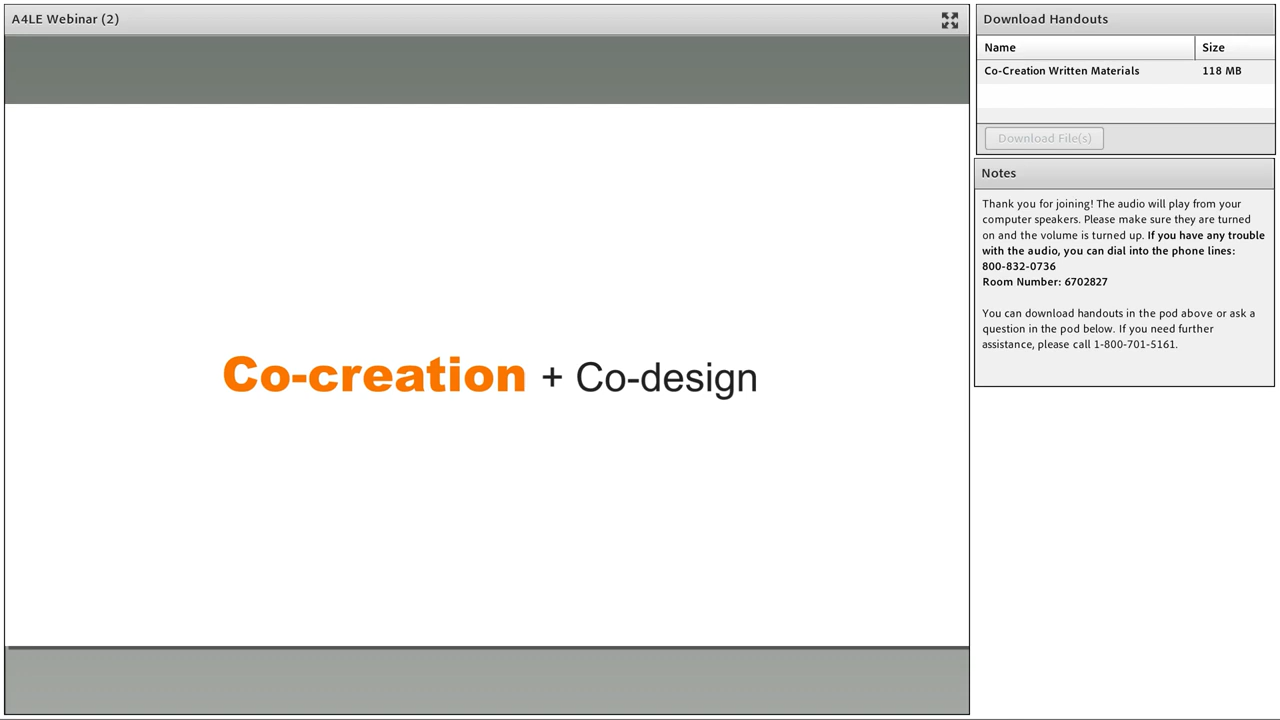 A4LE Webinar (2)
Co-creation + Co-design
Download Handouts
Name Size
Co-Creation Written Materials 118 MB
Download File(s)
Notes
Thank you for joining! The audio will play from your
computer speakers. Please make sure they are turned
on and the volume is turned up. If you have any trouble
with the audio, you can dial into the phone lines:
800-832-0736
Room Number: 6702827
You can download handouts in the pod above or ask a
question in the pod below. If you need further
assistance, please call 1-800-701-5161.